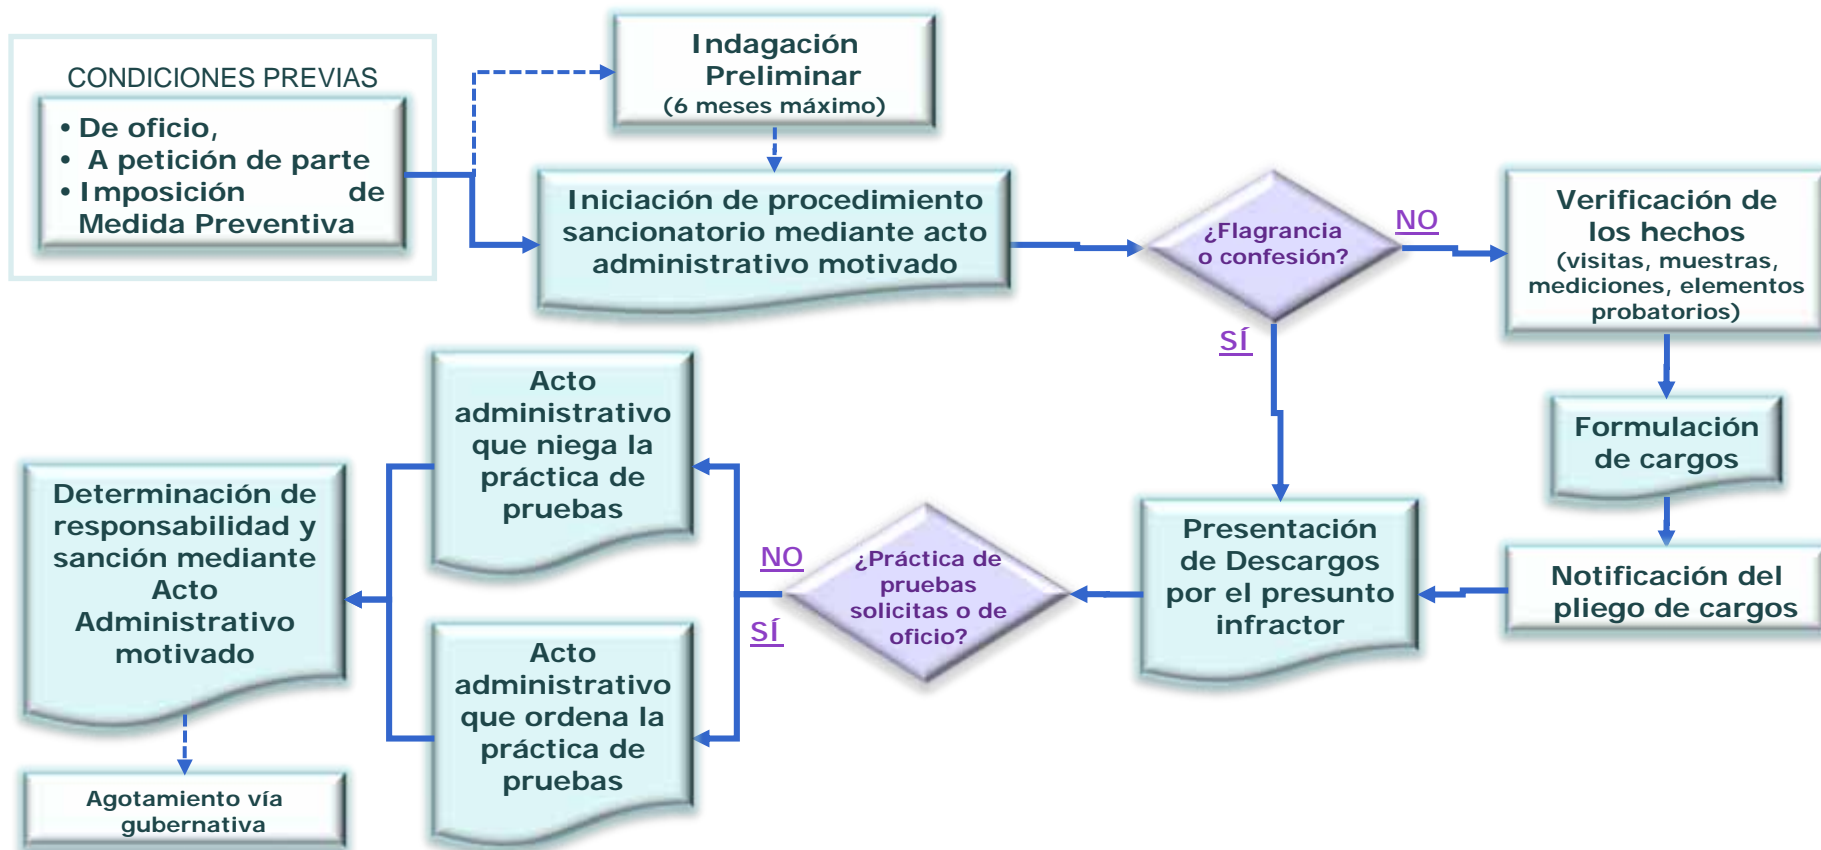 CONDICIONES PREVIAS
• De oficio,
• A petición de parte
• Imposición de
Medida Preventiva
Indagación
Preliminar
(6 meses máximo)
Iniciación de procedimiento
sancionatorio mediante acto
administrativo motivado
¿Flagrancia
o confesión?
NO
SÍ
Verificación de
los hechos
(visitas, muestras,
mediciones, elementos
probatorios)
Formulación
de cargos
Notificación del
pliego de cargos
Presentación
de Descargos
por el presunto
infractor
¿Práctica de
pruebas
solicitas o de
oficio?
NO
SÍ
Acto
administrativo
que niega la
práctica de
pruebas
Acto
administrativo
que ordena la
práctica de
pruebas
Determinación de
responsabilidad y
sanción mediante
Acto
Administrativo
motivado
Agotamiento vía
gubernativa